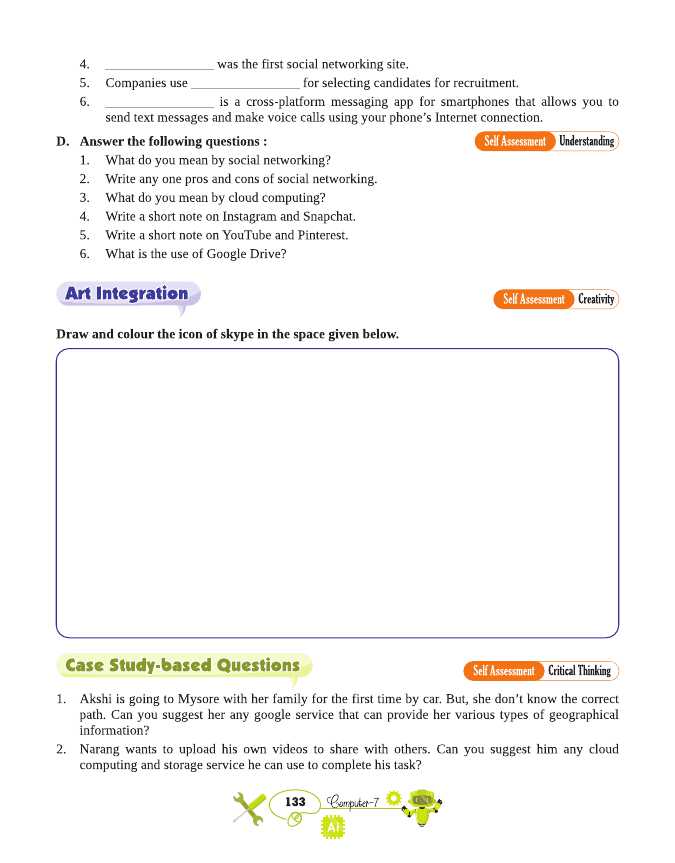 4. ________________ was the first social networking site.
5. Companies use ________________ for selecting candidates for recruitment.
6. ________________ is a cross-platform messaging app for smartphones that allows you to
send text messages and make voice calls using your phone’s Internet connection.
D. Answer the following questions :
Self Assessment Understanding
1. What do you mean by social networking?
2. Write any one pros and cons of social networking.
3. What do you mean by cloud computing?
4. Write a short note on Instagram and Snapchat.
5. Write a short note on YouTube and Pinterest.
6. What is the use of Google Drive?
Art Integration
Self Assessment Creativity
Draw and colour the icon of skype in the space given below.
Case Study-based Questions
Self Assessment Critical Thinking
1. Akshi is going to Mysore with her family for the first time by car. But, she don’t know the correct
path. Can you suggest her any google service that can provide her various types of geographical
information?
2. Narang wants to upload his own videos to share with others. Can you suggest him any cloud
computing and storage service he can use to complete his task?
133 Computer-7
AI